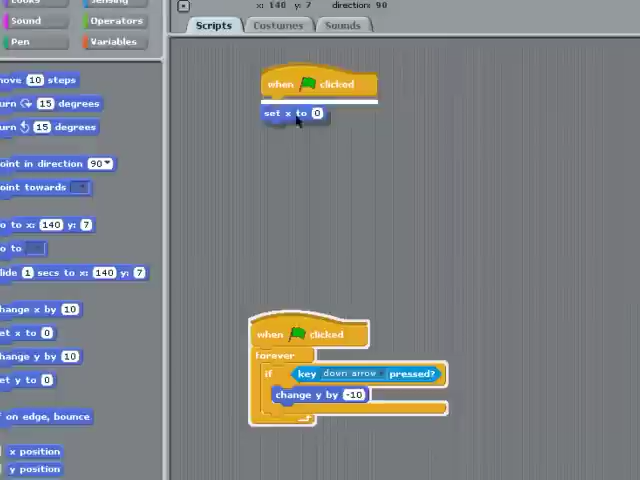 Looks Sensing
x: 140 y: 7 direction: 90
Sound Operators
Scripts Costumes Sounds
Pen Variables
move 10 steps
when clicked
turn 15 degrees
set x to 0
turn 15 degrees
point in direction 90
point towards
go to x: 140 y: 7
go to
glide 1 secs to x: 140 y: 7
change x by 10
set x to 0
when clicked
change y by 10
forever
if key down arrow pressed?
set y to 0
change y by -10
if on edge, bounce
x position
y position